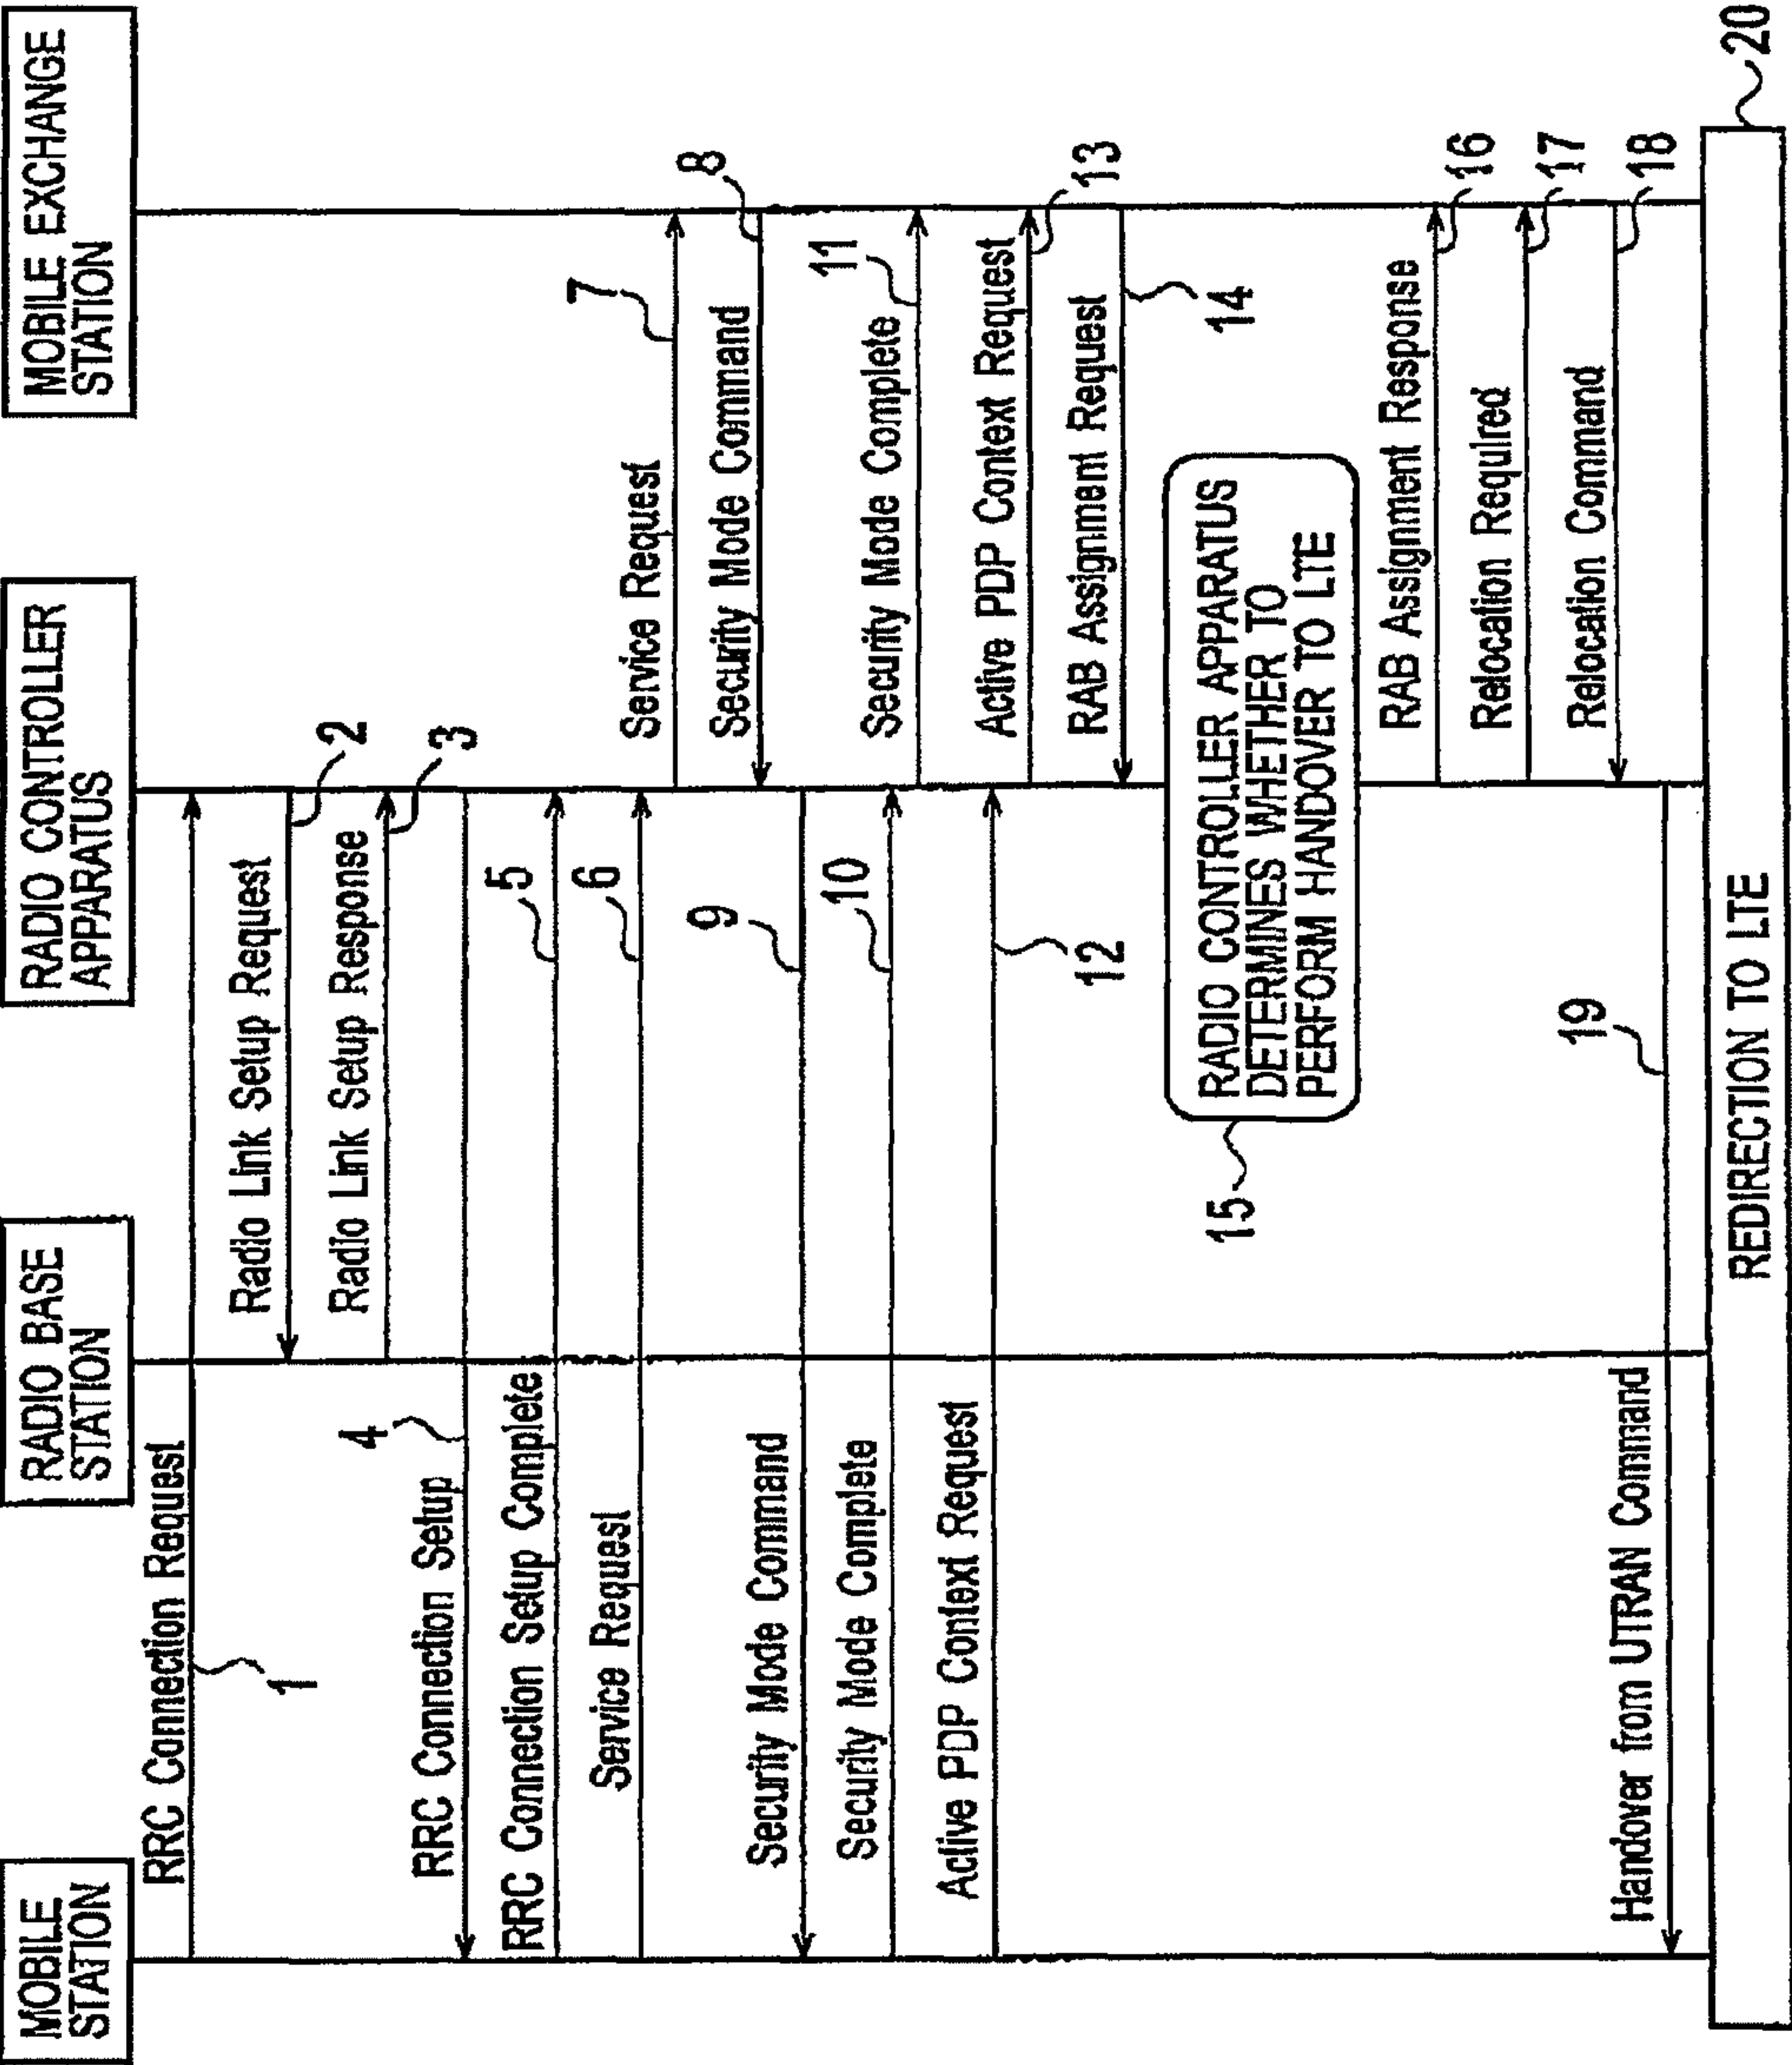 MOBILE
STATION
RADIO BASE
STATION
RADIO CONTROLLER
APPARATUS
MOBILE EXCHANGE
STATION
RRC Connection Request
1
Radio Link Setup Request
2
Radio Link Setup Response
3
RRC Connection Setup
4
RRC Connection Setup Complete
5
Service Request
6
Service Request
7
Security Mode Command
8
Security Mode Command
9
Security Mode Complete
10
Security Mode Complete
11
Active PDP Context Request
12
Active PDP Context Request
13
RAB Assignment Request
14
15
RADIO CONTROLLER APPARATUS
DETERMINES WHETHER TO
PERFORM HANDOVER TO LTE
RAB Assignment Response
16
Relocation Required
17
Relocation Command
18
Handover from UTRAN Command
19
REDIRECTION TO LTE
20